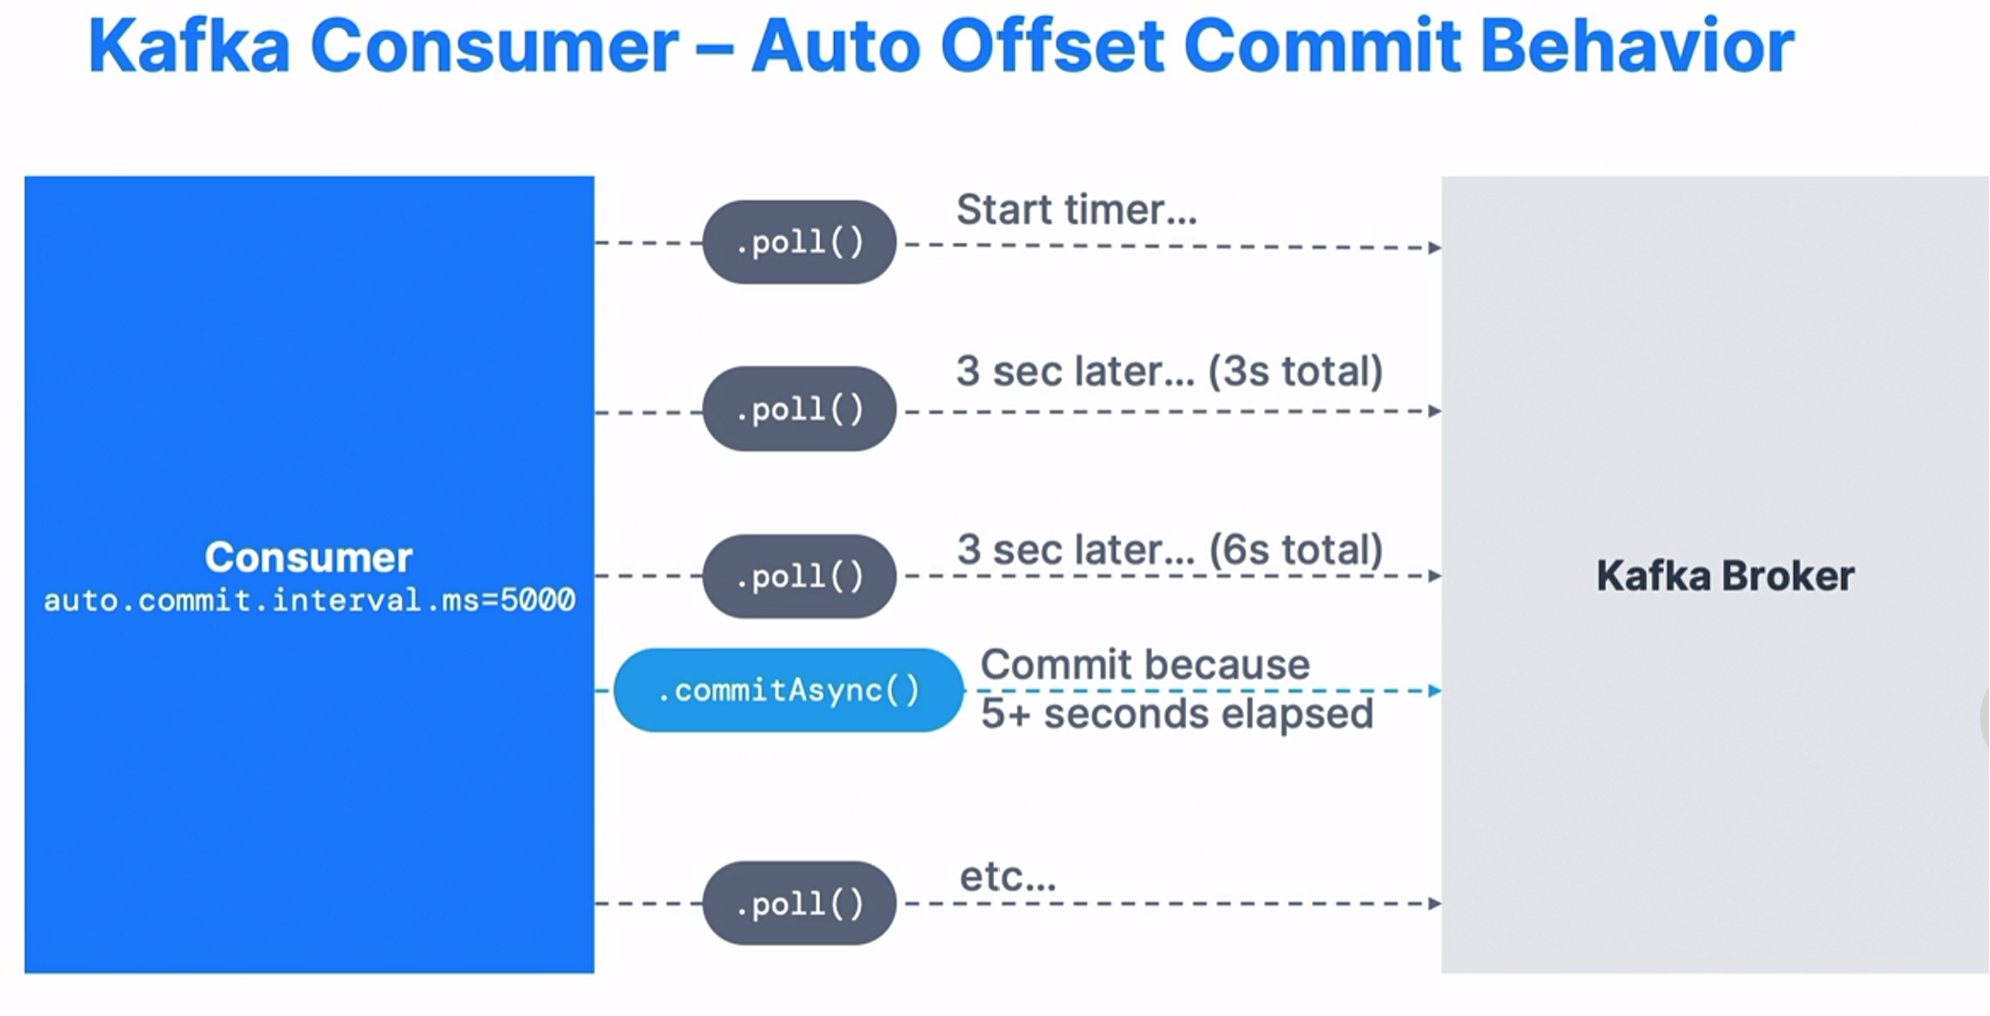 Kafka Consumer – Auto Offset Commit Behavior
.poll()
Start timer...
.poll()
3 sec later... (3s total)
Consumer
auto.commit.interval.ms=5000
.poll()
3 sec later... (6s total)
Kafka Broker
.commitAsync()
Commit because
5+ seconds elapsed
.poll()
etc...